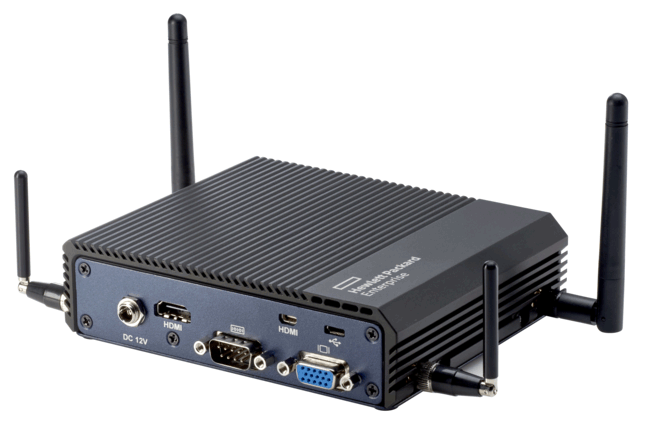 Hewlett Packard
Enterprise
DC 12V
HDMI
HDMI